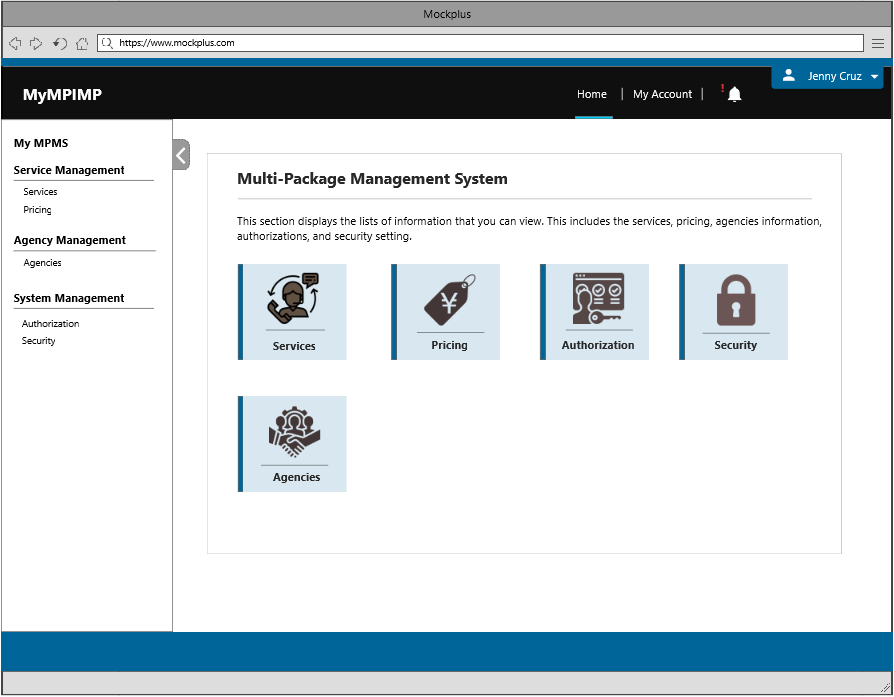 Mockplus
https://www.mockplus.com
Jenny Cruz
MyMPIMP
Home | My Account |
!
My MPMS
Service Management
Services
Pricing
Agency Management
Agencies
System Management
Authorization
Security
Multi-Package Management System
This section displays the lists of information that you can view. This includes the services, pricing, agencies information,
authorizations, and security setting.
¥
Services
Pricing
Authorization
Security
Agencies